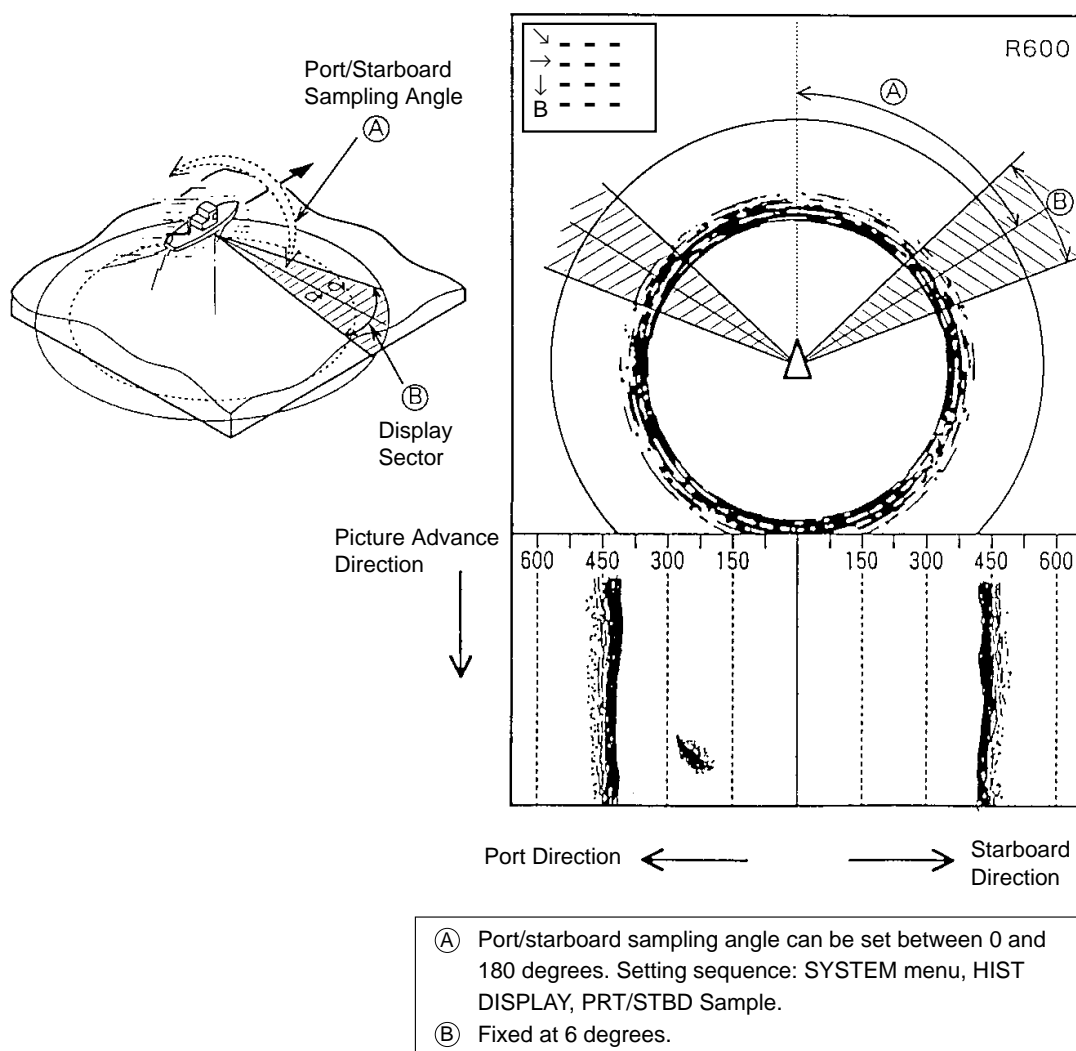 Port/Starboard
Sampling Angle
A
B
Display
Sector
↘ - - -
→ - - -
↓ - - -
B - - -
R600
A
B
Picture Advance
Direction
600 450 300 150 150 300 450 600
Port Direction
Starboard
Direction
A Port/starboard sampling angle can be set between 0 and
180 degrees. Setting sequence: SYSTEM menu, HIST
DISPLAY, PRT/STBD Sample.
B Fixed at 6 degrees.